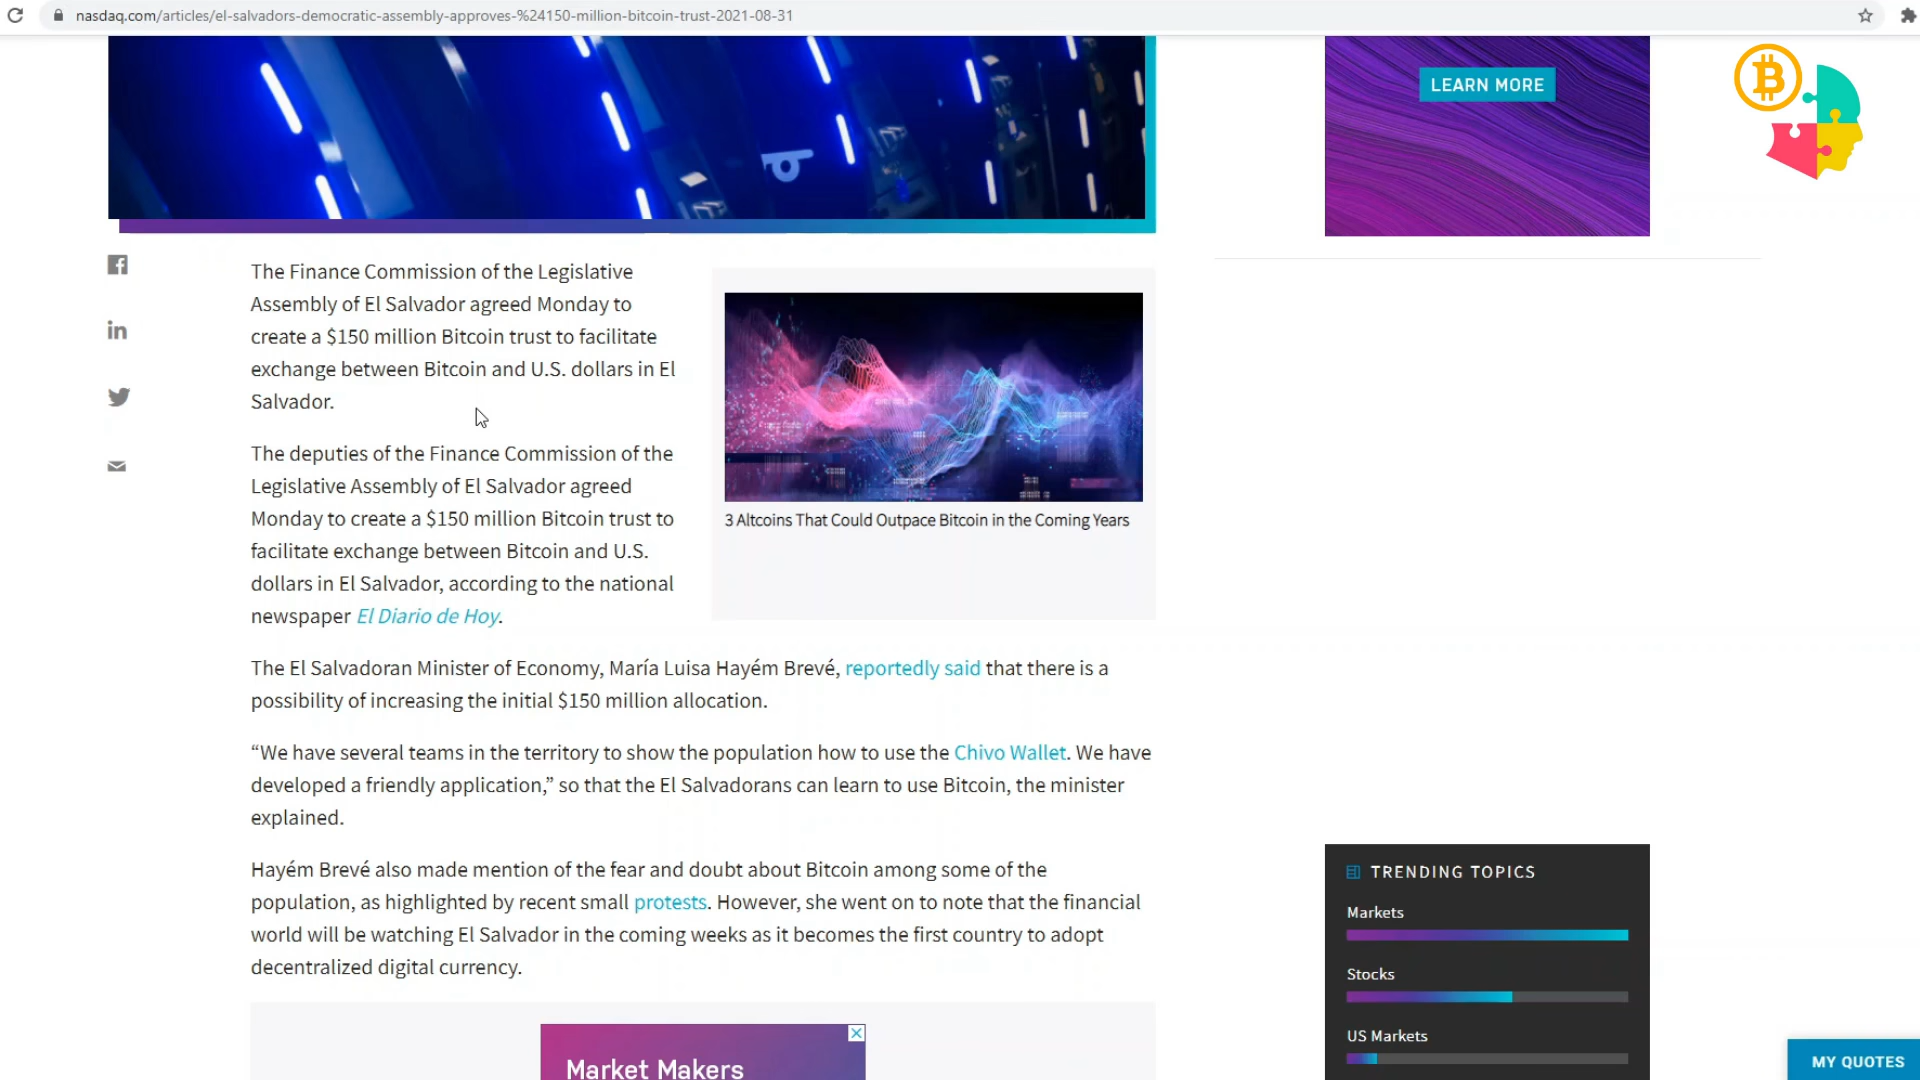 nasdaq.com/articles/el-salvadors-democratic-assembly-approves-%24150-million-bitcoin-trust-2021-08-31
LEARN MORE
The Finance Commission of the Legislative
Assembly of El Salvador agreed Monday to
create a $150 million Bitcoin trust to facilitate
exchange between Bitcoin and U.S. dollars in El
Salvador.
The deputies of the Finance Commission of the
Legislative Assembly of El Salvador agreed
Monday to create a $150 million Bitcoin trust to
facilitate exchange between Bitcoin and U.S.
dollars in El Salvador, according to the national
newspaper El Diario de Hoy.
3 Altcoins That Could Outpace Bitcoin in the Coming Years
The El Salvadoran Minister of Economy, María Luisa Hayém Brevé, reportedly said that there is a
possibility of increasing the initial $150 million allocation.
“We have several teams in the territory to show the population how to use the Chivo Wallet. We have
developed a friendly application,” so that the El Salvadorans can learn to use Bitcoin, the minister
explained.
Hayém Brevé also made mention of the fear and doubt about Bitcoin among some of the
population, as highlighted by recent small protests. However, she went on to note that the financial
world will be watching El Salvador in the coming weeks as it becomes the first country to adopt
decentralized digital currency.
Market Makers
TRENDING TOPICS
Markets
Stocks
US Markets
MY QUOTES